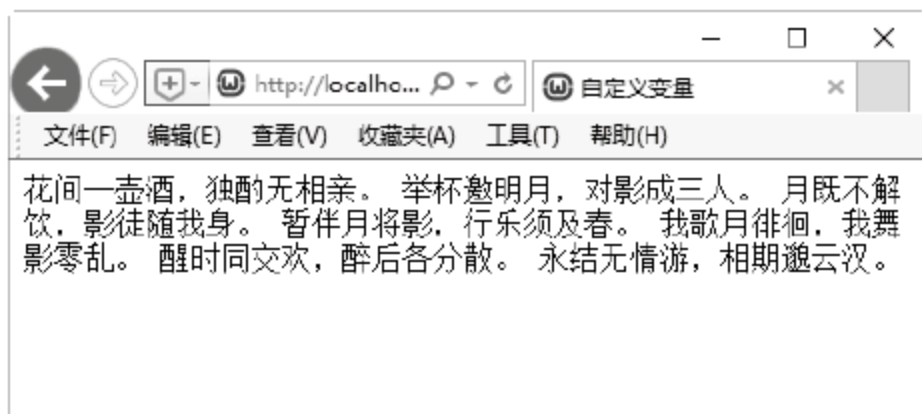 http://localho...
自定义变量
文件(F) 编辑(E) 查看(V) 收藏夹(A) 工具(T) 帮助(H)
花间一壶酒，独酌无相亲。 举杯邀明月，对影成三人。 月既不解
饮，影徒随我身。 暂伴月将影，行乐须及春。 我歌月徘徊，我舞
影零乱。 醒时同交欢，醉后各分散。 永结无情游，相期邈云汉。